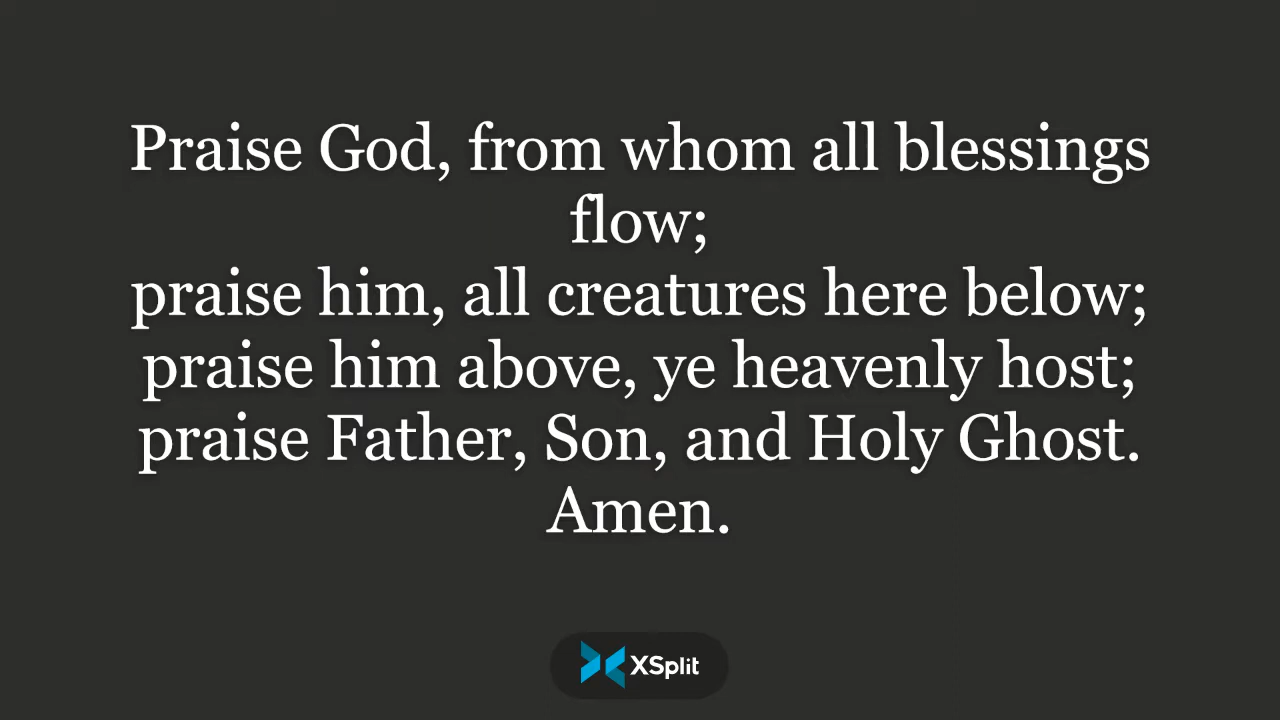 Praise God, from whom all blessings
flow;
praise him, all creatures here below;
praise him above, ye heavenly host;
praise Father, Son, and Holy Ghost.
Amen.
XSplit